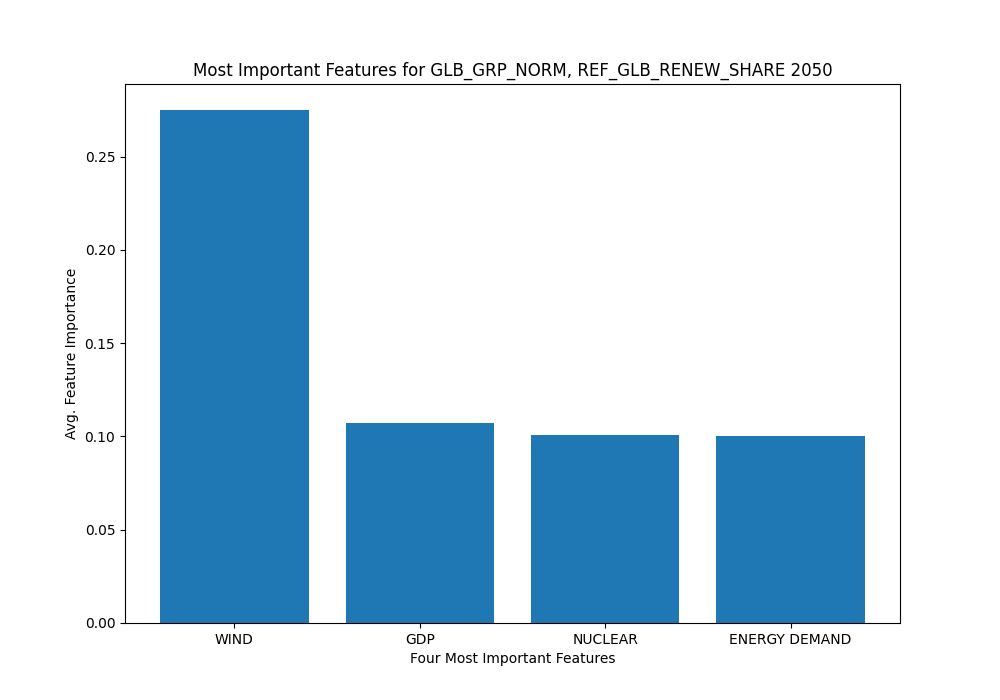 Most Important Features for GLB_GRP_NORM, REF_GLB_RENEW_SHARE 2050
Avg. Feature Importance
0.25
0.20
0.15
0.10
0.05
0.00
WIND GDP NUCLEAR ENERGY DEMAND
Four Most Important Features